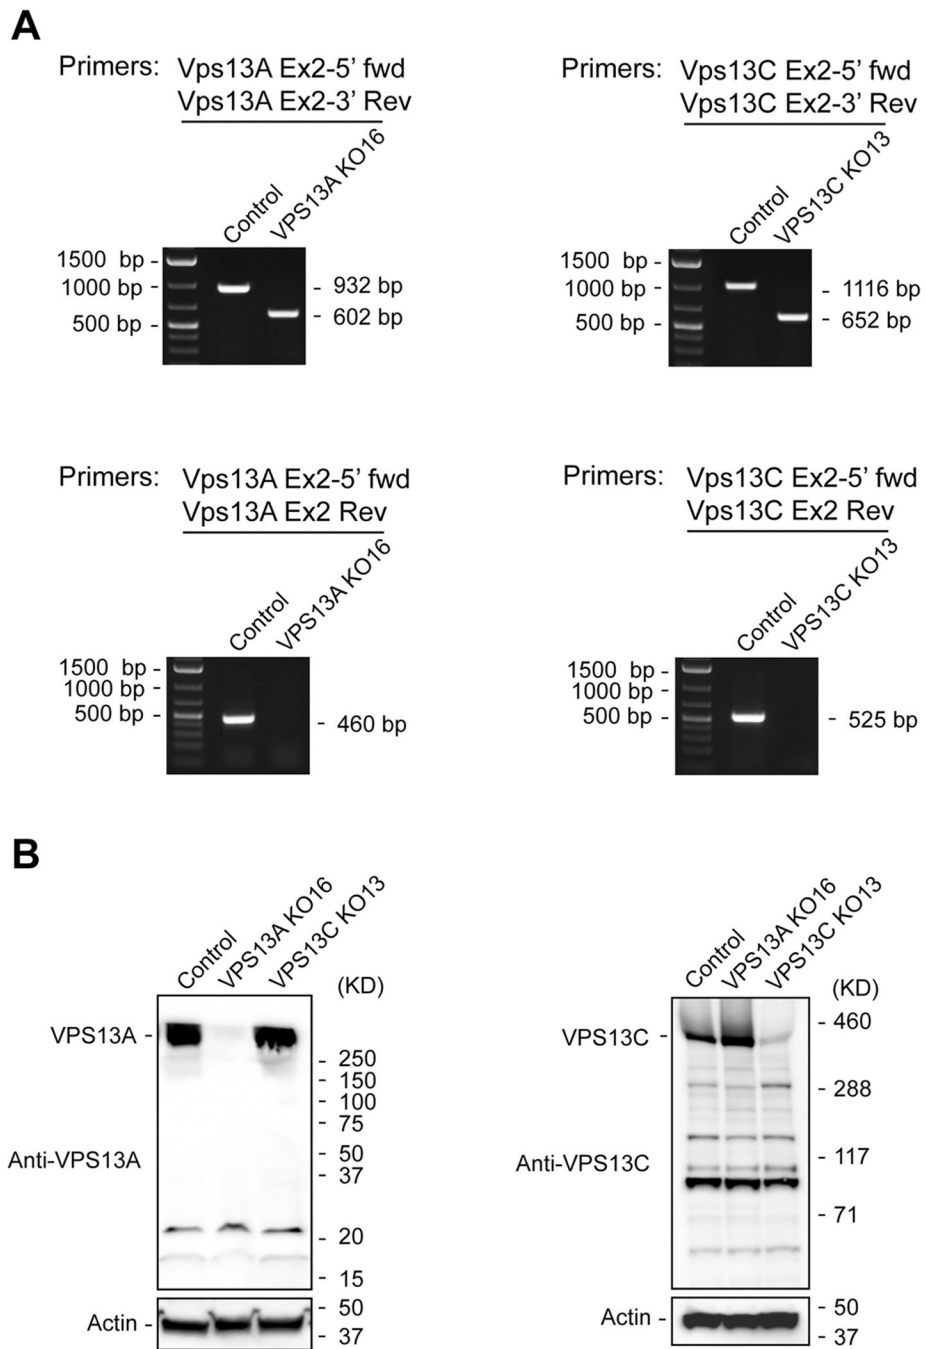 A
Primers: Vps13A Ex2-5’ fwd
Vps13A Ex2-3’ Rev
Control
VPS13A KO16
1500 bp -
1000 bp -
500 bp -
- 932 bp
- 602 bp
Primers: Vps13C Ex2-5’ fwd
Vps13C Ex2-3’ Rev
Control
VPS13C KO13
1500 bp -
1000 bp -
500 bp -
- 1116 bp
- 652 bp
Primers: Vps13A Ex2-5’ fwd
Vps13A Ex2 Rev
Control
VPS13A KO16
1500 bp -
1000 bp -
500 bp -
- 460 bp
Primers: Vps13C Ex2-5’ fwd
Vps13C Ex2 Rev
Control
VPS13C KO13
1500 bp -
1000 bp -
500 bp -
- 525 bp
B
Control
VPS13A KO16
VPS13C KO13
(KD)
VPS13A -
- 250
- 150
- 100
- 75
- 50
- 37
Anti-VPS13A
- 20
- 15
Actin -
- 50
- 37
Control
VPS13A KO16
VPS13C KO13
(KD)
VPS13C -
- 460
- 288
- 117
Anti-VPS13C
- 71
Actin -
- 50
- 37